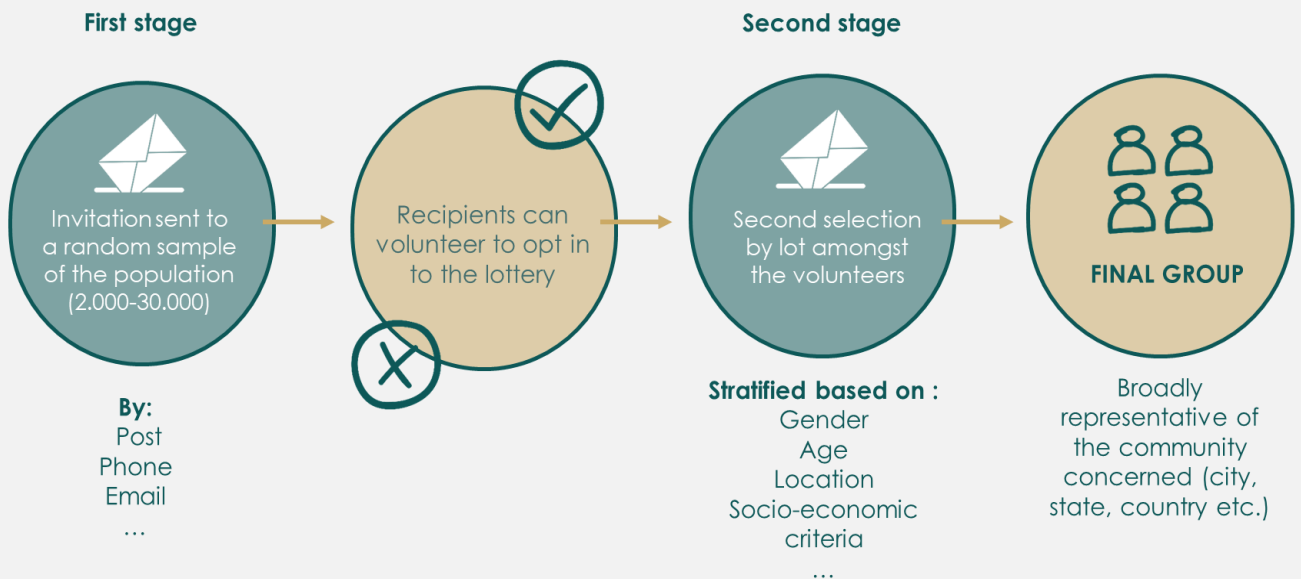 First stage
Invitation sent to
a random sample
of the population
(2.000-30.000)
By:
Post
Phone
Email
…
Recipients can
volunteer to opt in
to the lottery
Second stage
Second selection
by lot amongst
the volunteers
Stratified based on :
Gender
Age
Location
Socio-economic
criteria
…
FINAL GROUP
Broadly
representative of
the community
concerned (city,
state, country etc.)